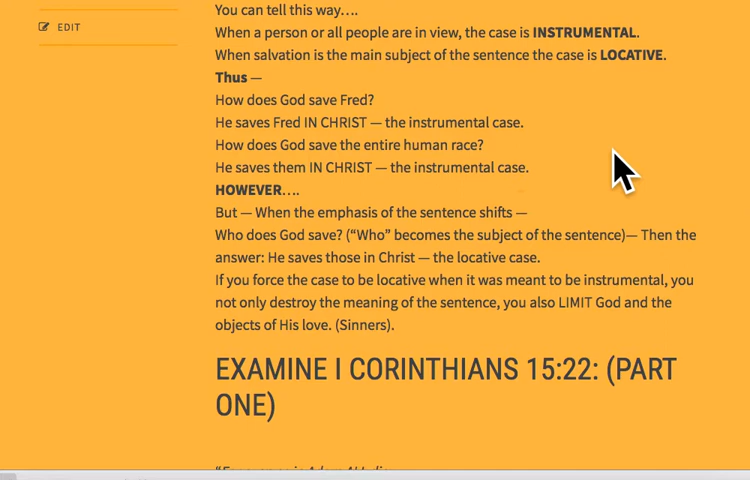 You can tell this way….
EDIT
When a person or all people are in view, the case is INSTRUMENTAL.
When salvation is the main subject of the sentence the case is LOCATIVE.
Thus —
How does God save Fred?
He saves Fred IN CHRIST — the instrumental case.
How does God save the entire human race?
He saves them IN CHRIST — the instrumental case.
HOWEVER….
But — When the emphasis of the sentence shifts —
Who does God save? (“Who” becomes the subject of the sentence)— Then the
answer: He saves those in Christ — the locative case.
If you force the case to be locative when it was meant to be instrumental, you
not only destroy the meaning of the sentence, you also LIMIT God and the
objects of His love. (Sinners).
EXAMINE I CORINTHIANS 15:22: (PART
ONE)